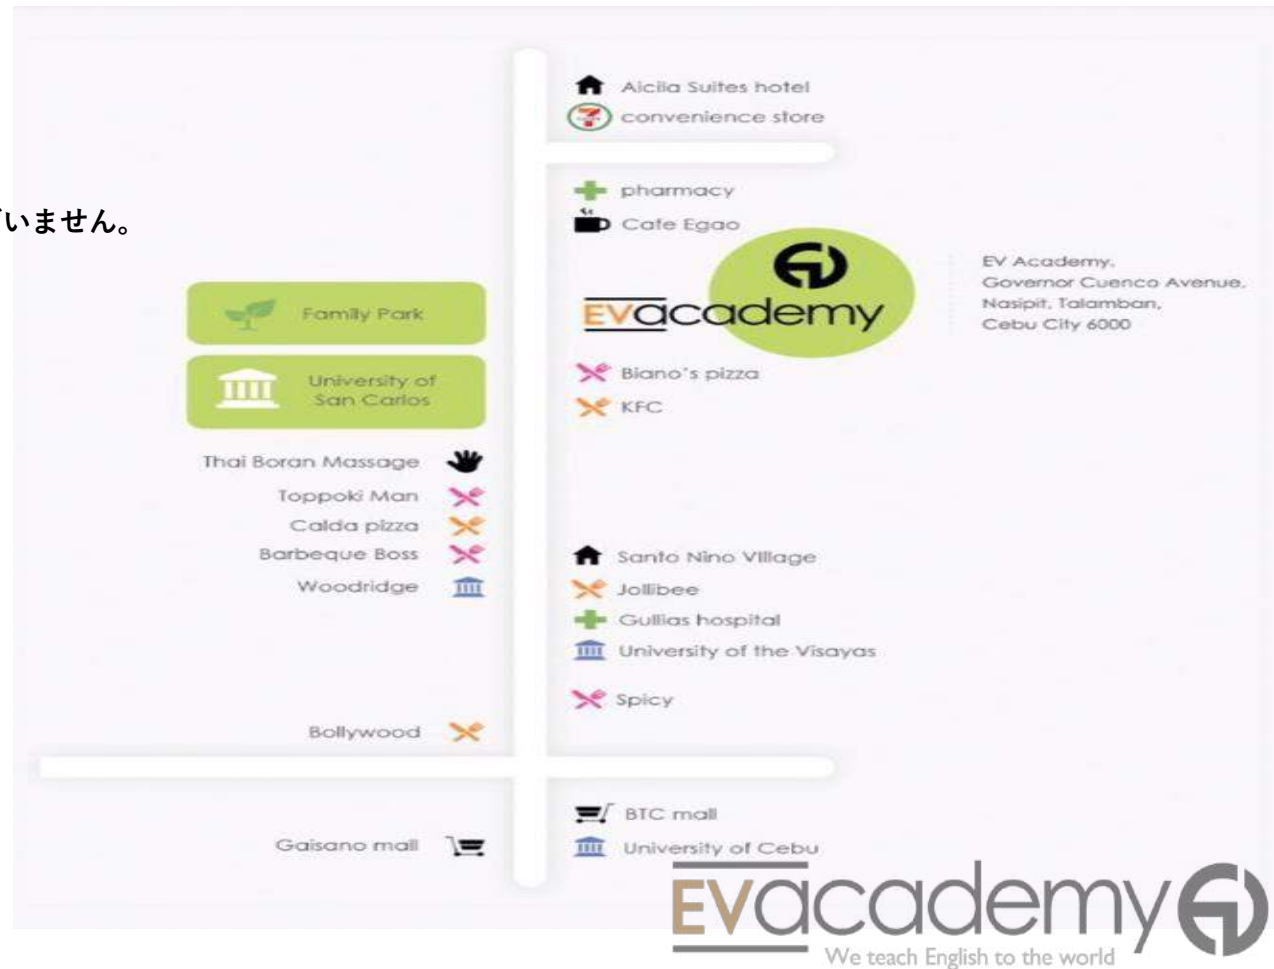 Alcila Suites hotel
convenience store
pharmacy
いません。
Cafe Egao
EV Academy,
Governor Cuenco Avenue,
Nasipit, Talamban,
Cebu City 6000
EVacademy
Family Park
University of
San Carlos
Biano's pizza
KFC
Thai Boran Massage
Toppoki Man
Calda pizza
Barbeque Boss
Woodridge
Santo Nino Village
Jollibee
Gullias hospital
University of the Visayas
Spicy
Bollywood
BTC mall
Gaisano mall
University of Cebu
EVacademy
We teach English to the world